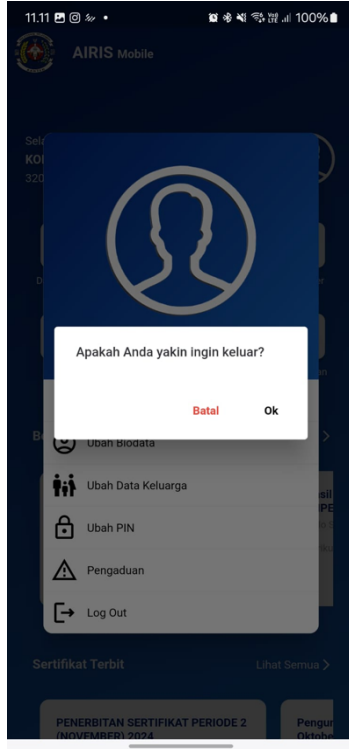 11.11
100%
AIRIS Mobile
320
Apakah Anda yakin ingin keluar?
Batal
Ok
Ubah Biodata
Ubah Data Keluarga
Ubah PIN
Pengaduan
Log Out
Sertifikat Terbit
Lihat Semua >
PENERBITAN SERTIFIKAT PERIODE 2
(NOVEMBER) 2024